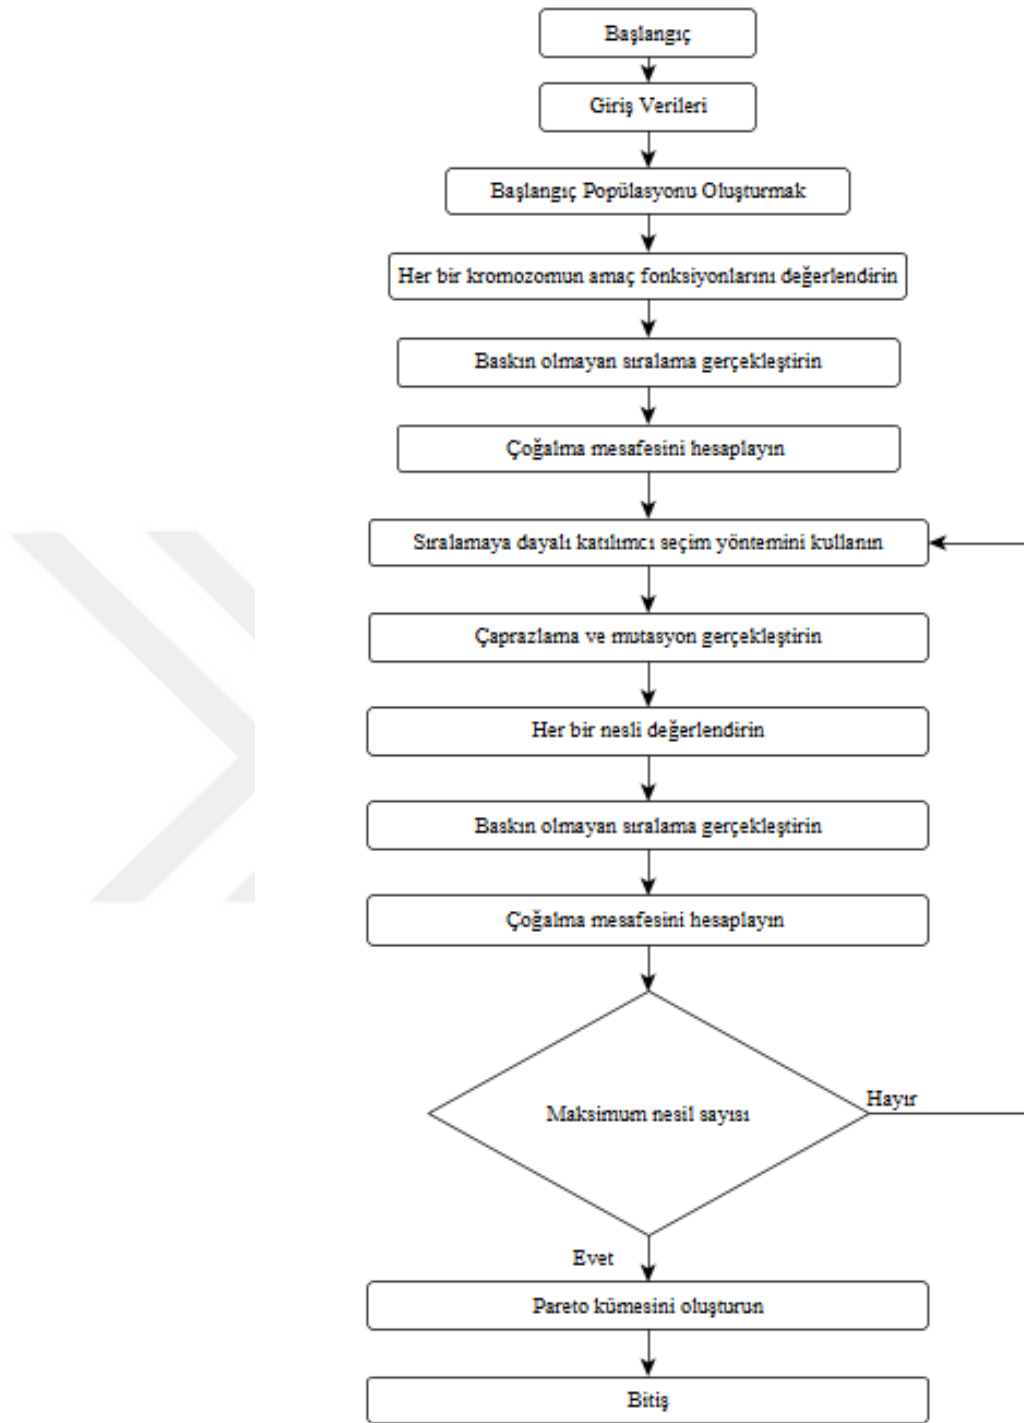 Başlangıç
Giriş Verileri
Başlangıç Popülasyonu Oluşturmak
Her bir kromozomun amaç fonksiyonlarını değerlendirin
Baskın olmayan sıralama gerçekleştirin
Çoğalma mesafesini hesaplayın
Sıralamaya dayalı katılımcı seçim yöntemini kullanın
Çaprazlama ve mutasyon gerçekleştirin
Her bir nesli değerlendirin
Baskın olmayan sıralama gerçekleştirin
Çoğalma mesafesini hesaplayın
Hayır
Maksimum nesil sayısı
Evet
Pareto kümesini oluşturun
Bitiş